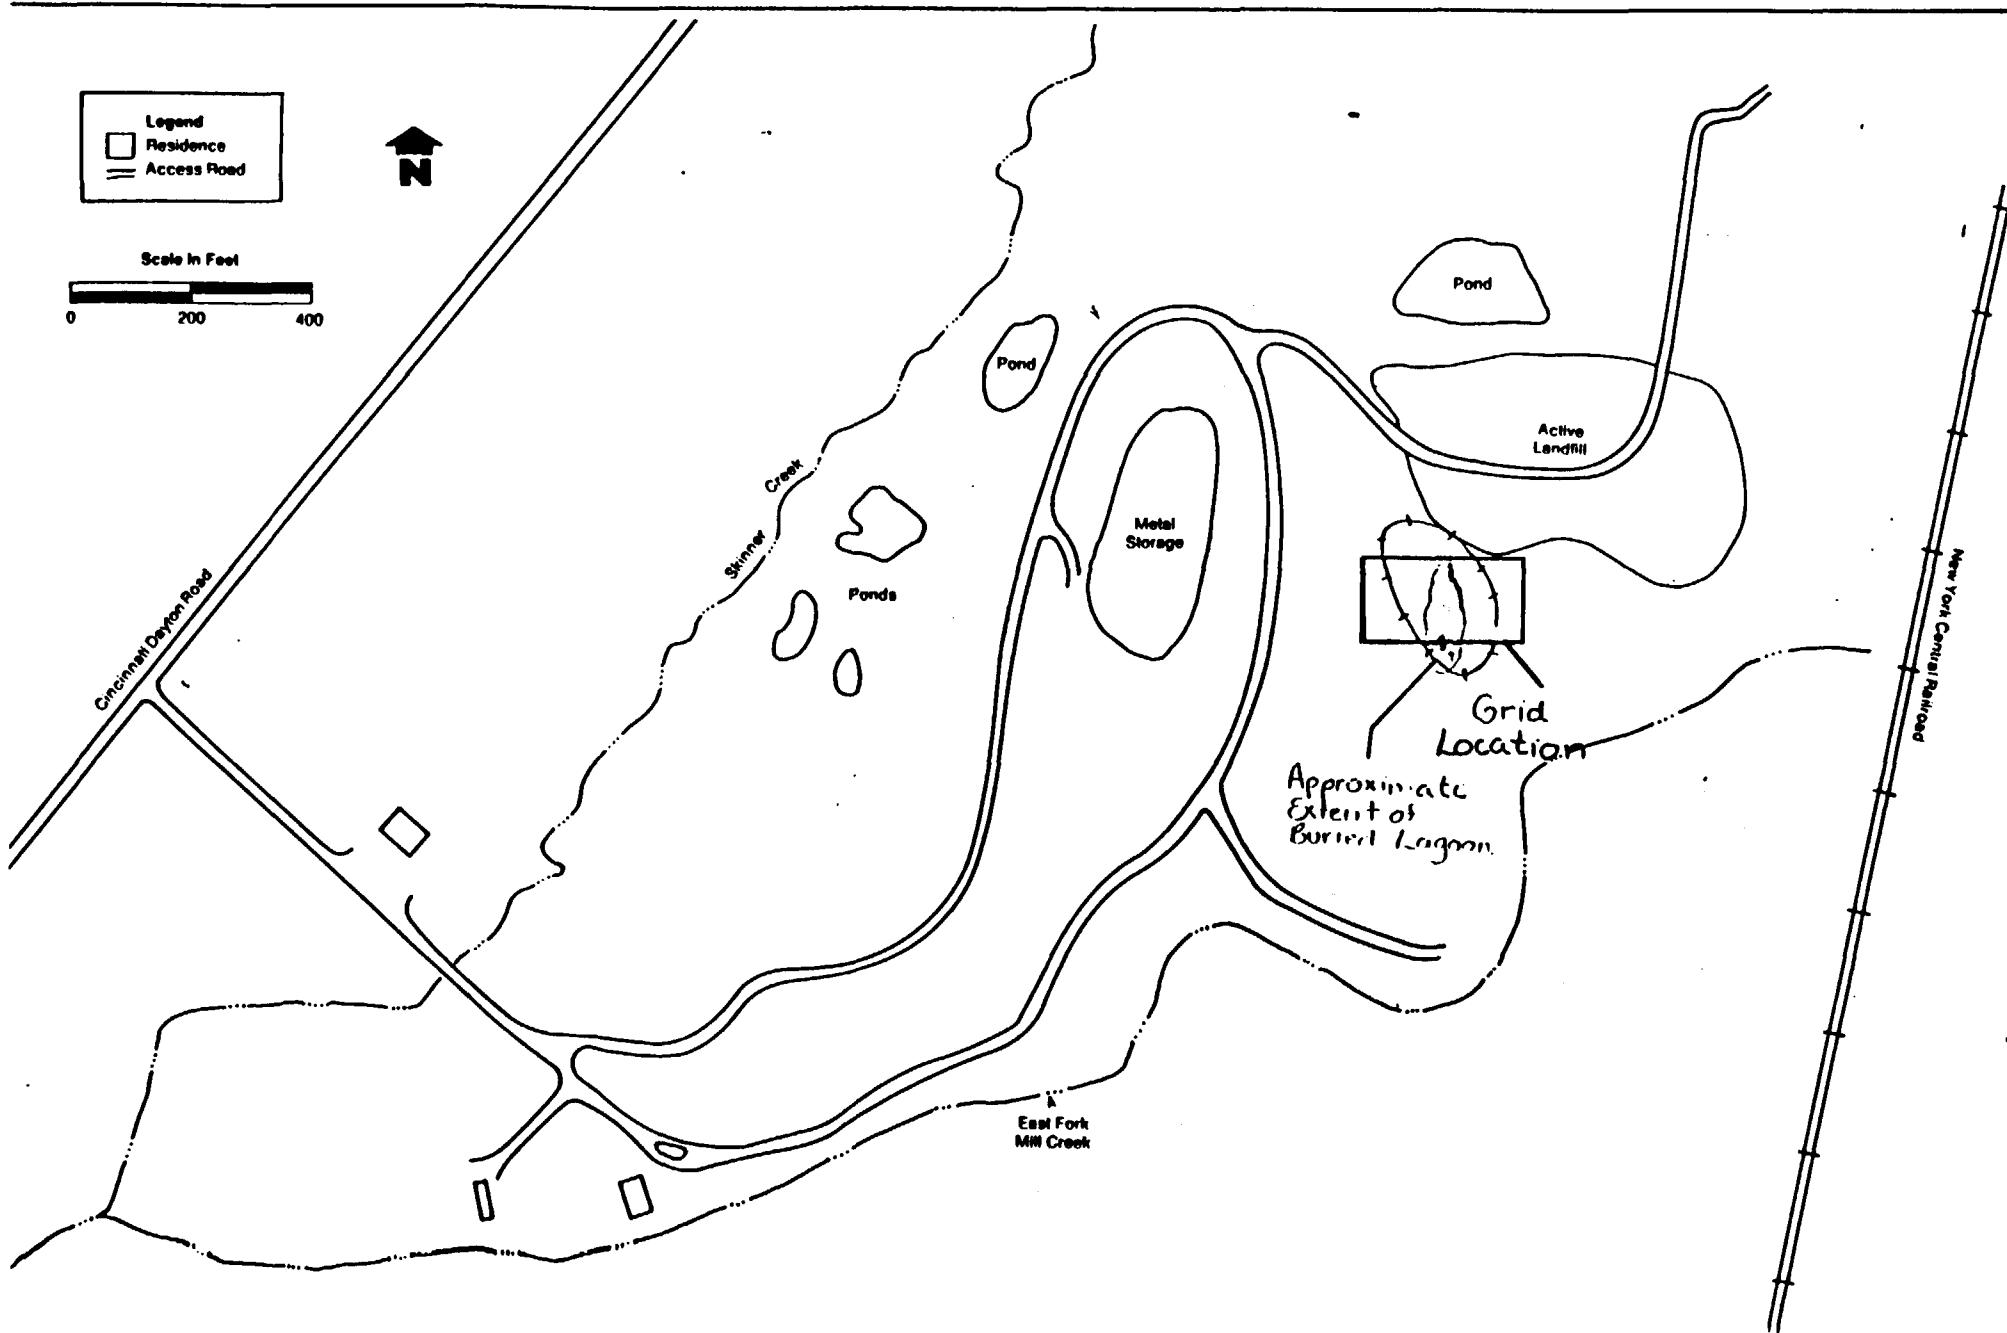 Legend
Residence
Access Road
N
Scale in Feet
0 200 400
Pond
Pond
Active
Landfill
Creek
Skinner
Metal
Storage
Ponds
Cincinnati Dayton Road
New York Central Railroad
Grid
Location
Approximate
Extent of
Buried Lagoon
East Fork
Mill Creek